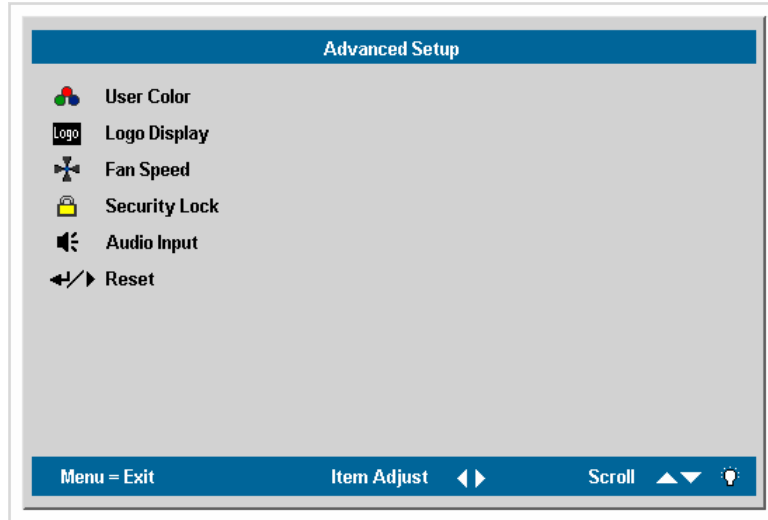 Advanced Setup
User Color
Logo Logo Display
Fan Speed
Security Lock
Audio Input
Reset
Menu = Exit Item Adjust Scroll